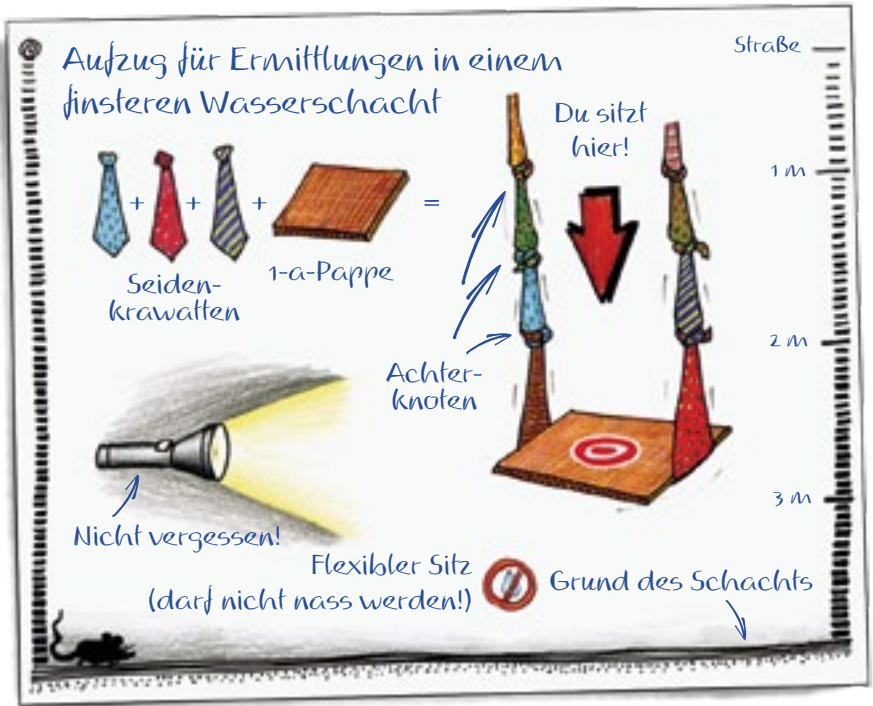 Aufzug für Ermittlungen in einem
finsteren Wasserschacht
Straße
Du sitzt
hier!
1 m
+
+
+
=
Seiden-
krawatten
1-a-Pappe
2 m
Achter-
knoten
3 m
Nicht vergessen!
Flexibler Sitz
(darf nicht nass werden!)
Grund des Schachts